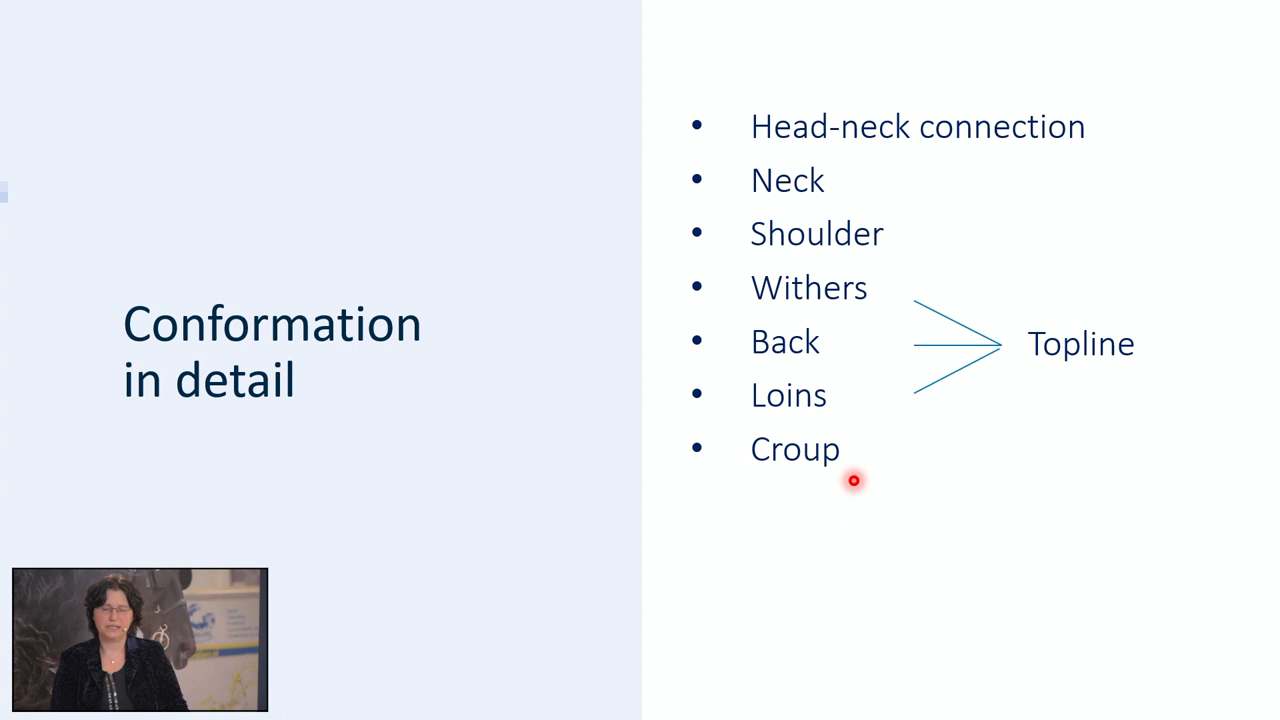 Conformation
in detail
• Head-neck connection
• Neck
• Shoulder
• Withers
• Back
• Loins
• Croup
Topline